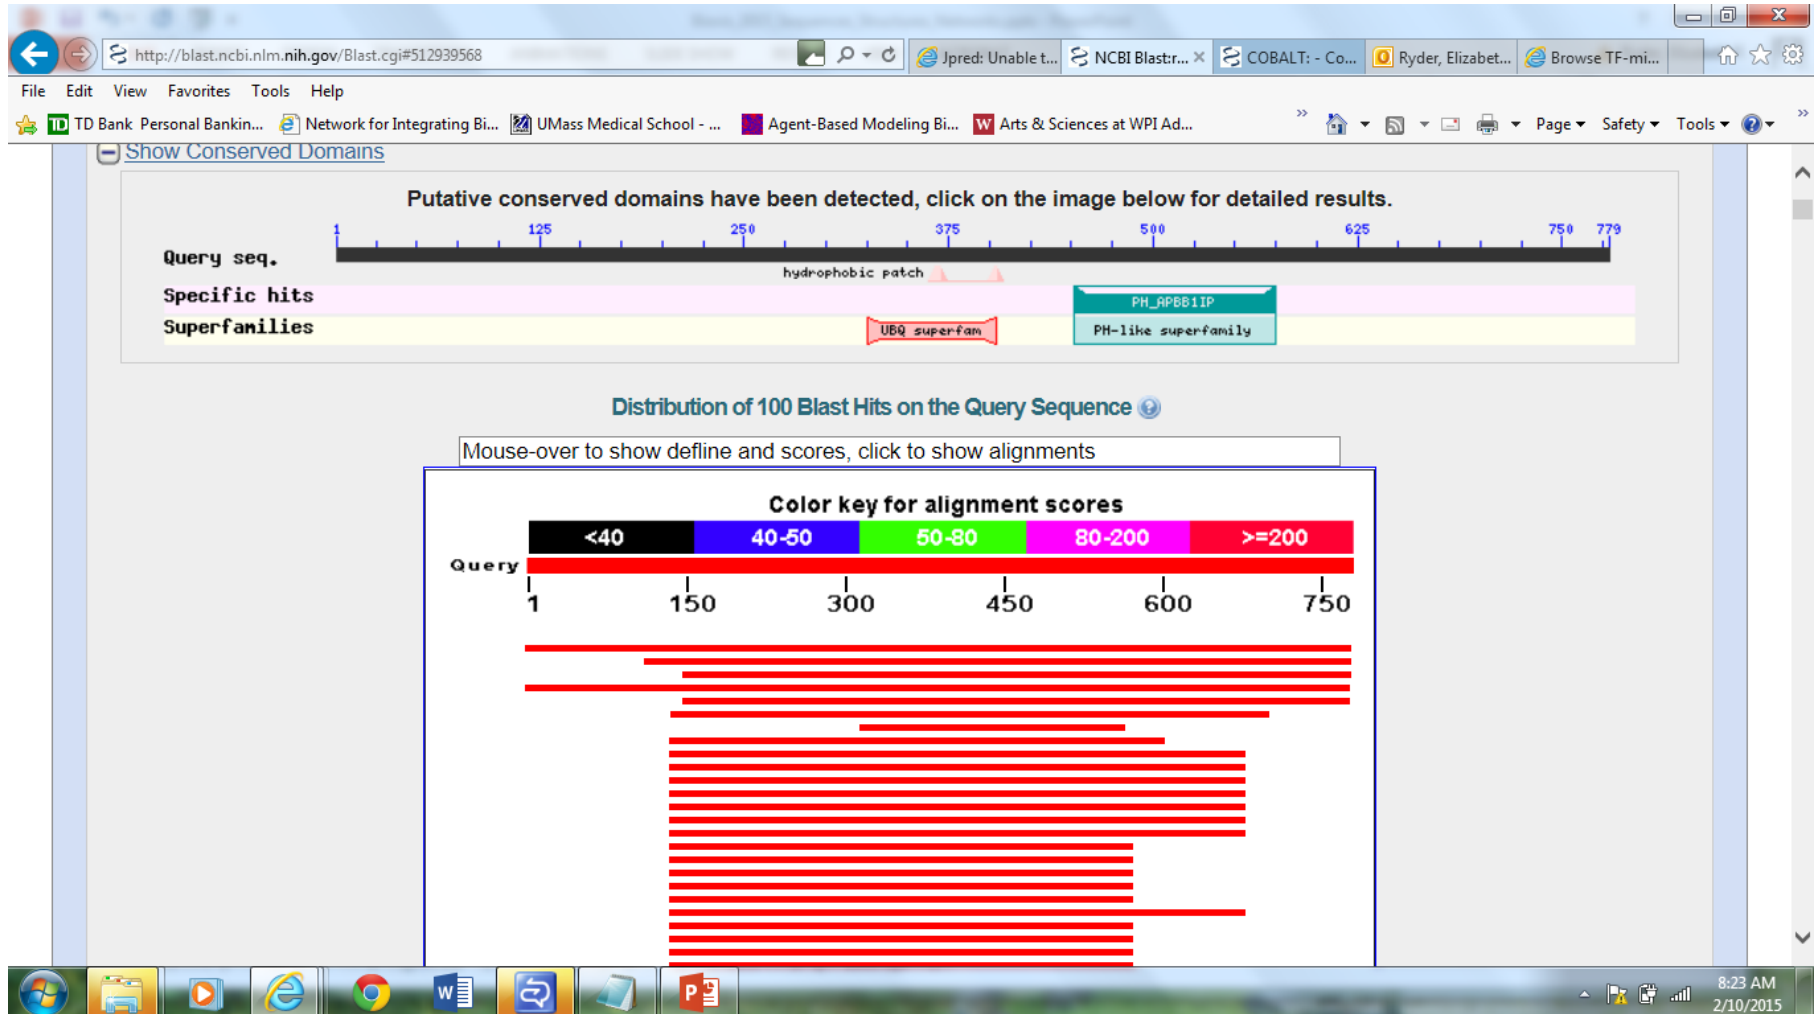 http://blast.ncbi.nlm.nih.gov/Blast.cgi#512939568
Jpred: Unable t...
NCBI Blast:r...
COBALT: - Co...
Ryder, Elizabet...
Browse TF-mi...
File Edit View Favorites Tools Help
TD Bank Personal Bankin... Network for Integrating Bi... UMass Medical School - ... Agent-Based Modeling Bi... W Arts & Sciences at WPI Ad... » Page Safety Tools »
Show Conserved Domains
Putative conserved domains have been detected, click on the image below for detailed results.
1 125 250 375 500 625 750 779
Query seq.
hydrophobic patch
Specific hits
PH_APBB1IP
Superfamilies
UBQ superfam PH-like superfamily
Distribution of 100 Blast Hits on the Query Sequence
Mouse-over to show defline and scores, click to show alignments
Color key for alignment scores
<40 40-50 50-80 80-200 >=200
Query
1 150 300 450 600 750
8:23 AM
2/10/2015